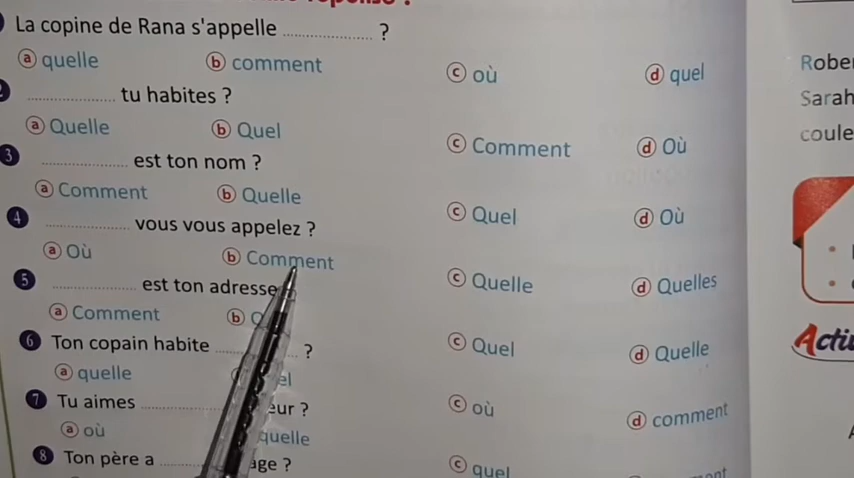 La copine de Rana s'appelle .................... ?
a quelle b comment c où d quel
.................... tu habites ?
a Quelle b Quel c Comment d Où
3 .................... est ton nom ?
a Comment b Quelle c Quel d Où
4 .................... vous vous appelez ?
a Où b Comment c Quelle d Quelles
5 .................... est ton adresse
a Comment b c Quel d Quelle
6 Ton copain habite .................... ?
a quelle c où d comment
7 Tu aimes .................... ?
a où quelle c quel
8 Ton père a .................... âge ?
Sarah